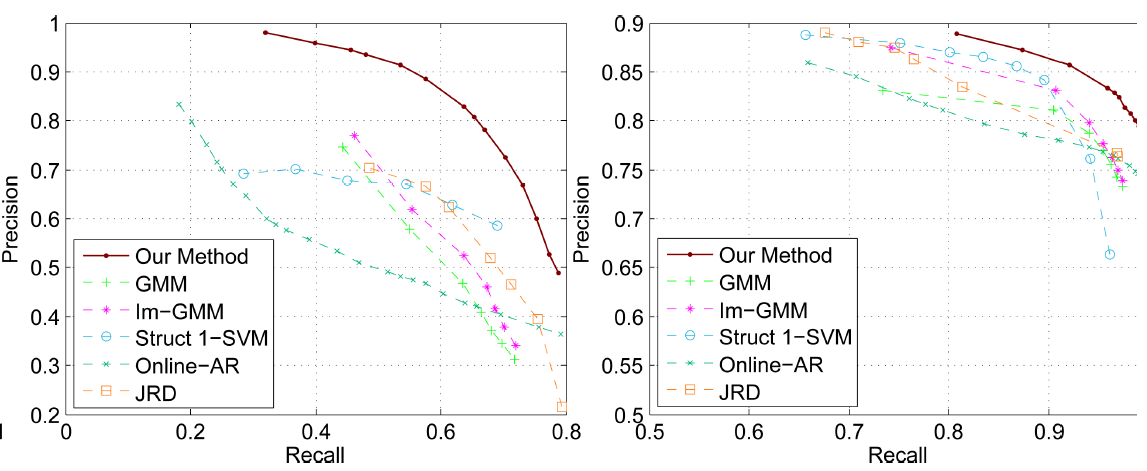 1
0.9
0.8
0.7
0.6
0.5
0.4
0.3
0.2
0
0.2
0.4
0.6
0.8
Precision
Recall
Our Method
GMM
Im−GMM
Struct 1−SVM
Online−AR
JRD
0.9
0.85
0.8
0.75
0.7
0.65
0.6
0.55
0.5
0.5
0.6
0.7
0.8
0.9
Precision
Recall
Our Method
GMM
Im−GMM
Struct 1−SVM
Online−AR
JRD